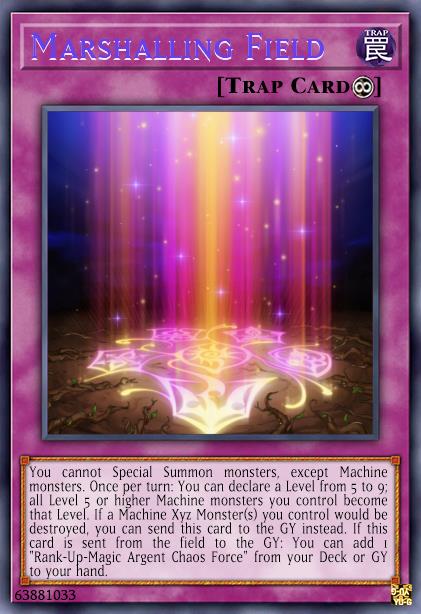 Marshalling Field
TRAP
罠
[Trap Card]
You cannot Special Summon monsters, except Machine
monsters. Once per turn: You can declare a Level from 5 to 9;
all Level 5 or higher Machine monsters you control become
that Level. If a Machine Xyz Monster(s) you control would be
destroyed, you can send this card to the GY instead. If this
card is sent from the field to the GY: You can add 1
"Rank-Up-Magic Argent Chaos Force" from your Deck or GY
to your hand.
63881033